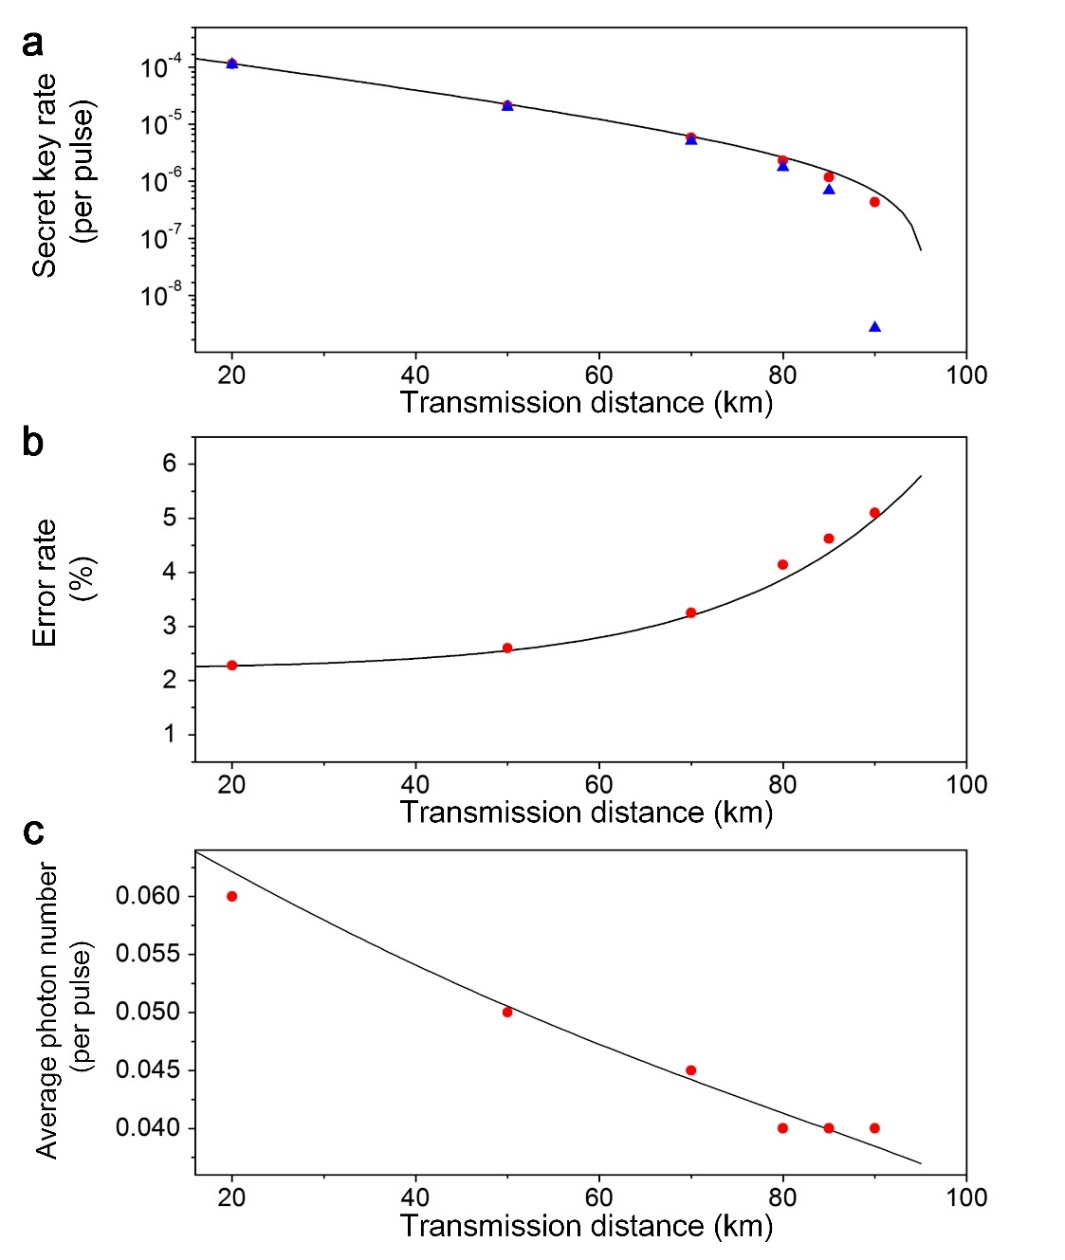 a
Secret key rate
(per pulse)
10⁻⁴
10⁻⁵
10⁻⁶
10⁻⁷
10⁻⁸
20 40 60 80 100
Transmission distance (km)
b
Error rate
(%)
6
5
4
3
2
1
20 40 60 80 100
Transmission distance (km)
c
Average photon number
(per pulse)
0.060
0.055
0.050
0.045
0.040
20 40 60 80 100
Transmission distance (km)